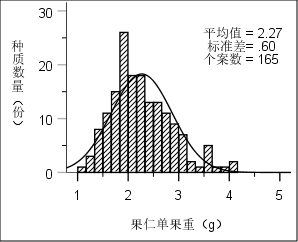 平均值 = 2.27
标准差= .60
个案数 = 165
种质数量（份）
30
20
10
0
1 2 3 4 5
果仁单果重（g）